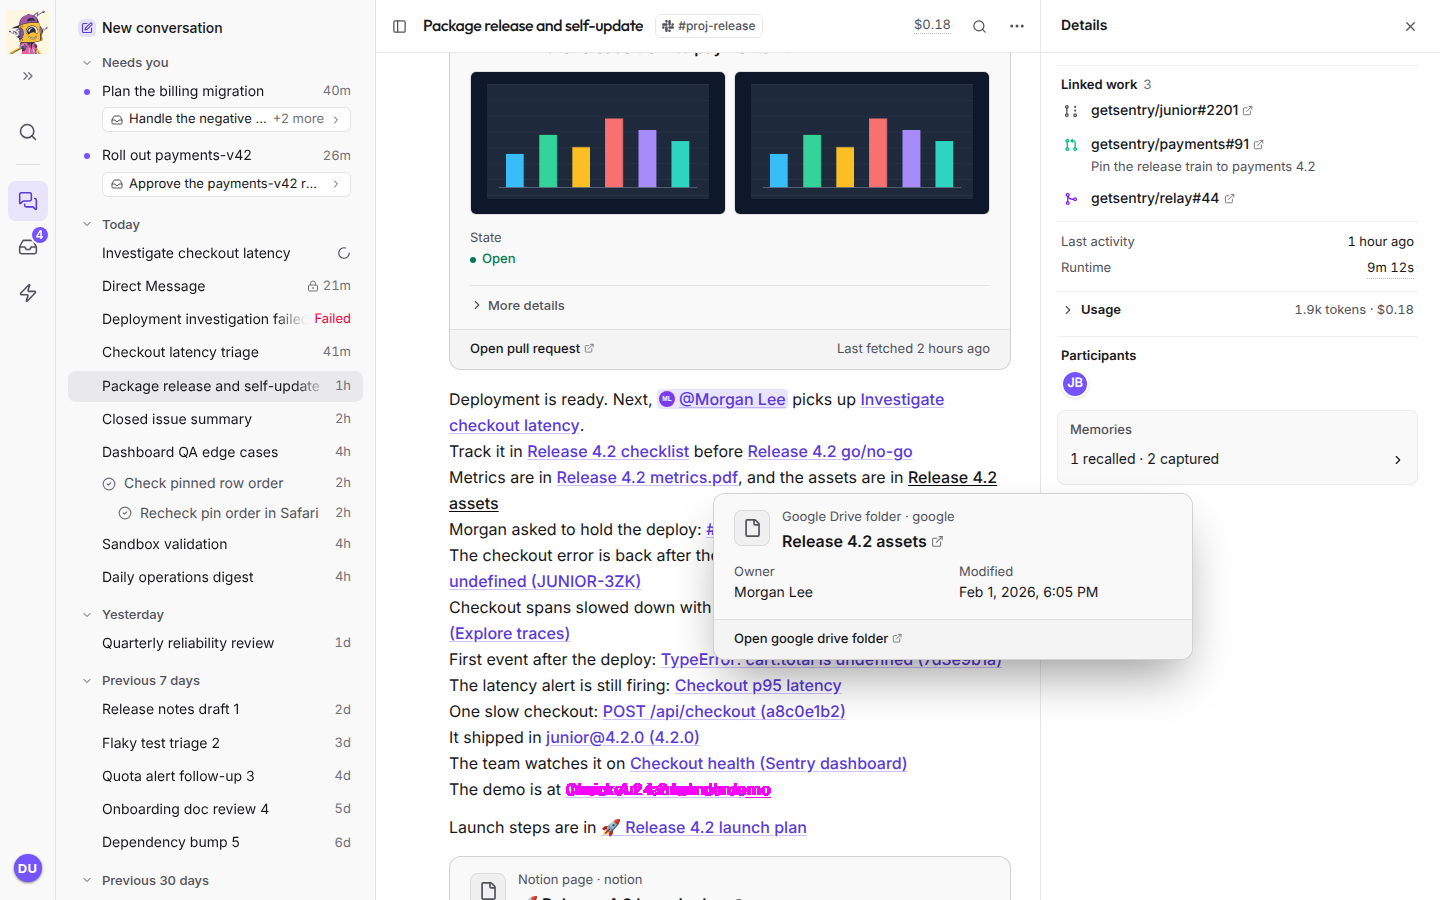 New conversation
Needs you
Plan the billing migration 40m
Handle the negative ... +2 more
Roll out payments-v42 26m
Approve the payments-v42 r...
Today
Investigate checkout latency
Direct Message 21m
Deployment investigation failed Failed
Checkout latency triage 41m
Package release and self-update 1h
Closed issue summary 2h
Dashboard QA edge cases 4h
Check pinned row order 2h
Recheck pin order in Safari 2h
Sandbox validation 4h
Daily operations digest 4h
Yesterday
Quarterly reliability review 1d
Previous 7 days
Release notes draft 1 2d
Flaky test triage 2 3d
Quota alert follow-up 3 4d
Onboarding doc review 4 5d
Dependency bump 5 6d
Previous 30 days
4
DU
Package release and self-update #proj-release $0.18
State
Open
More details
Open pull request Last fetched 2 hours ago
Deployment is ready. Next, ML @Morgan Lee picks up Investigate
checkout latency.
Track it in Release 4.2 checklist before Release 4.2 go/no-go
Metrics are in Release 4.2 metrics.pdf, and the assets are in Release 4.2
assets
Morgan asked to hold the deploy: #
The checkout error is back after the
undefined (JUNIOR-3ZK)
Checkout spans slowed down with
(Explore traces)
First event after the deploy: TypeError: cart.total is undefined (7d3e9b1a)
The latency alert is still firing: Checkout p95 latency
One slow checkout: POST /api/checkout (a8c0e1b2)
It shipped in junior@4.2.0 (4.2.0)
The team watches it on Checkout health (Sentry dashboard)
The demo is at
Launch steps are in 🚀 Release 4.2 launch plan
Notion page · notion
Google Drive folder · google
Release 4.2 assets
Owner Modified
Morgan Lee Feb 1, 2026, 6:05 PM
Open google drive folder
Details
Linked work 3
getsentry/junior#2201
getsentry/payments#91
Pin the release train to payments 4.2
getsentry/relay#44
Last activity 1 hour ago
Runtime 9m 12s
Usage 1.9k tokens · $0.18
Participants
JB
Memories
1 recalled · 2 captured